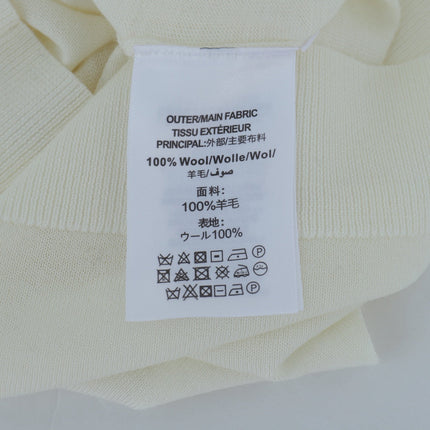 OUTER/MAIN FABRIC
TISSU EXTÉRIEUR
PRINCIPAL:外部/主要布料
100% Wool/Wolle/Wol/
羊毛/صوف/
面料:
100%羊毛
表地:
ウール100%